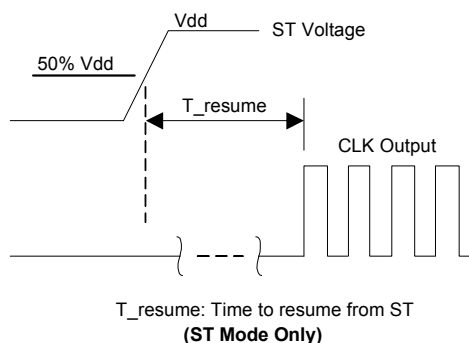 Vdd
ST Voltage
50% Vdd
T_resume
CLK Output
T_resume: Time to resume from ST
(ST Mode Only)